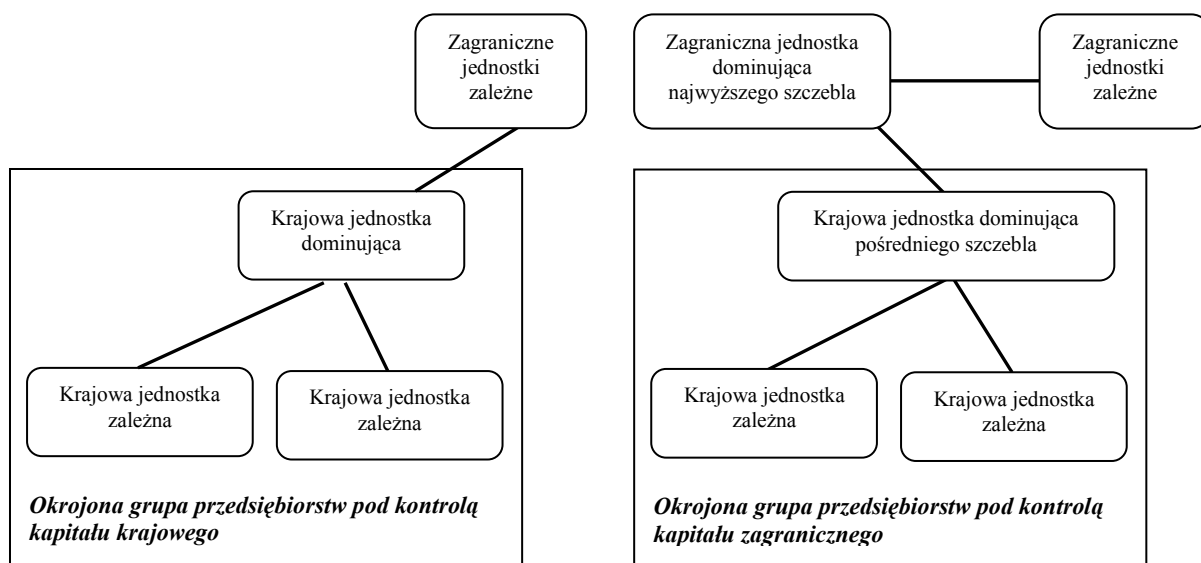 Zagraniczne
jednostki
zależne
Krajowa jednostka
dominująca
Krajowa jednostka
zależna
Krajowa jednostka
zależna
Okrojona grupa przedsiębiorstw pod kontrolą
kapitału krajowego
Zagraniczna jednostka
dominująca
najwyższego szczebla
Zagraniczne
jednostki
zależne
Krajowa jednostka dominująca
pośredniego szczebla
Krajowa jednostka
zależna
Krajowa jednostka
zależna
Okrojona grupa przedsiębiorstw pod kontrolą
kapitału zagranicznego